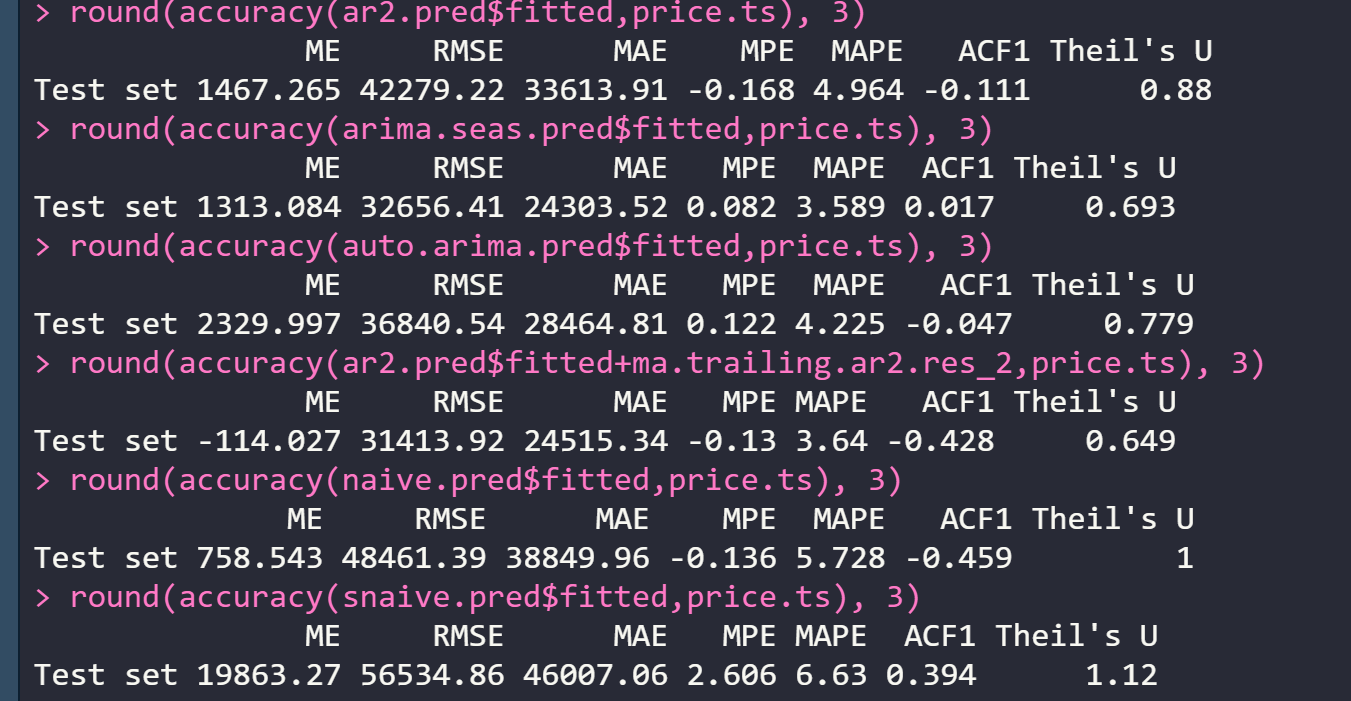 > round(accuracy(ar2.pred$fitted,price.ts), 3)
ME RMSE MAE MPE MAPE ACF1 Theil's U
Test set 1467.265 42279.22 33613.91 -0.168 4.964 -0.111 0.88
> round(accuracy(arima.seas.pred$fitted,price.ts), 3)
ME RMSE MAE MPE MAPE ACF1 Theil's U
Test set 1313.084 32656.41 24303.52 0.082 3.589 0.017 0.693
> round(accuracy(auto.arima.pred$fitted,price.ts), 3)
ME RMSE MAE MPE MAPE ACF1 Theil's U
Test set 2329.997 36840.54 28464.81 0.122 4.225 -0.047 0.779
> round(accuracy(ar2.pred$fitted+ma.trailing.ar2.res_2,price.ts), 3)
ME RMSE MAE MPE MAPE ACF1 Theil's U
Test set -114.027 31413.92 24515.34 -0.13 3.64 -0.428 0.649
> round(accuracy(naive.pred$fitted,price.ts), 3)
ME RMSE MAE MPE MAPE ACF1 Theil's U
Test set 758.543 48461.39 38849.96 -0.136 5.728 -0.459 1
> round(accuracy(snaive.pred$fitted,price.ts), 3)
ME RMSE MAE MPE MAPE ACF1 Theil's U
Test set 19863.27 56534.86 46007.06 2.606 6.63 0.394 1.12